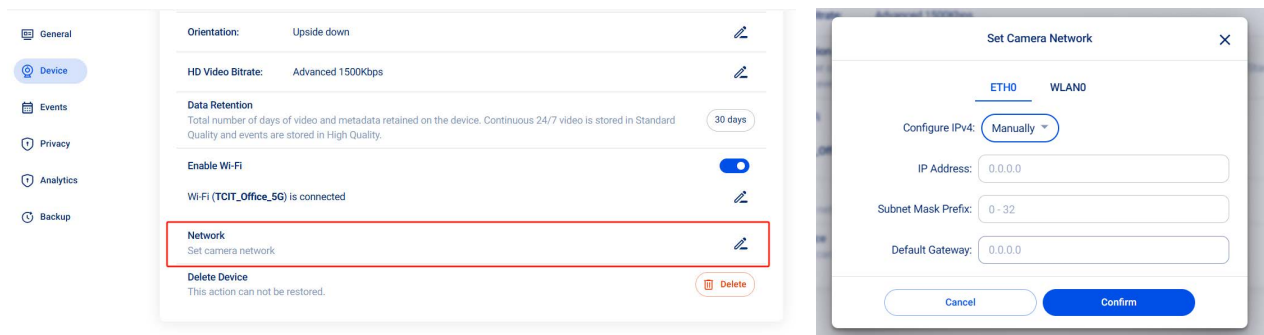 General
Device
Events
Privacy
Analytics
Backup
Orientation: Upside down
HD Video Bitrate: Advanced 1500Kbps
Data Retention
Total number of days of video and metadata retained on the device. Continuous 24/7 video is stored in Standard
Quality and events are stored in High Quality.
30 days
Enable Wi-Fi
Wi-Fi (TCIT_Office_5G) is connected
Network
Set camera network
Delete Device
This action can not be restored.
Delete
Set Camera Network
ETH0 WLAN0
Configure IPv4: Manually
IP Address: 0.0.0.0
Subnet Mask Prefix: 0 - 32
Default Gateway: 0.0.0.0
Cancel Confirm